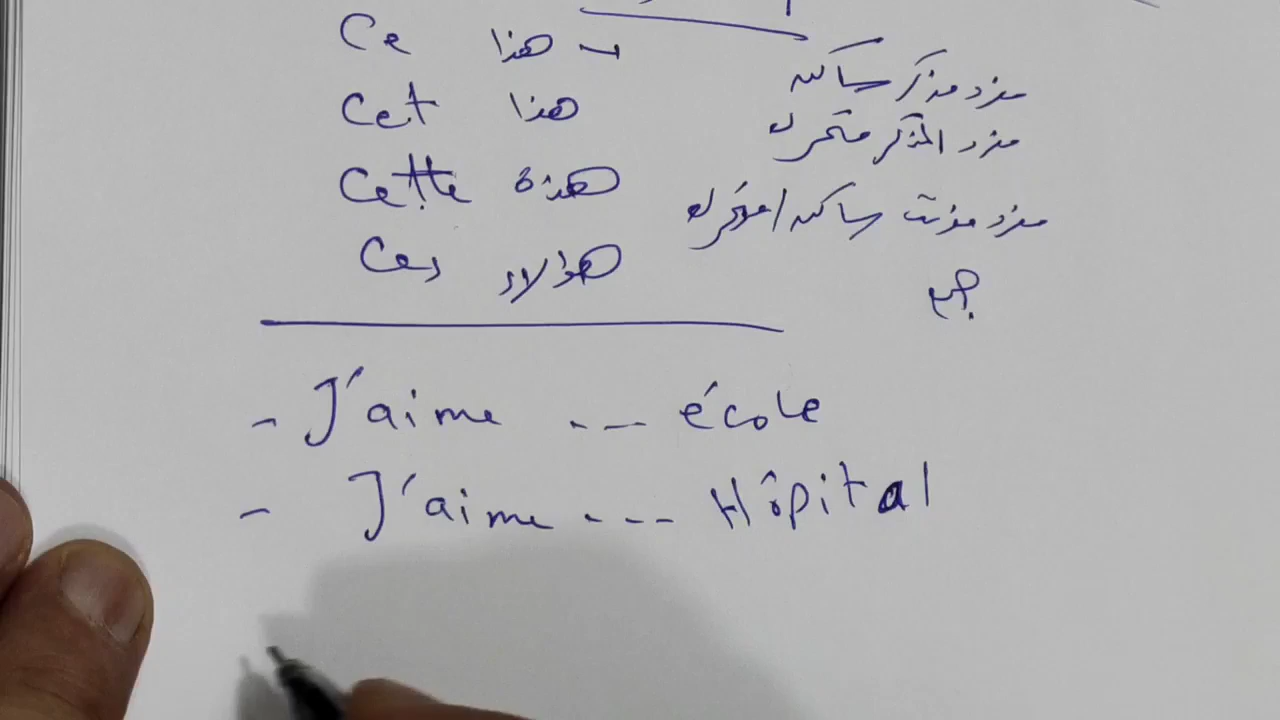 Ce هذا مفرد مذكر ساكن
Cet هذا مفرد المذكر متحرك
Cette هذة مفرد مؤنث ساكن / متحرك
Ces هؤلاء جمع
- J'aime ... école
- J'aime ... Hôpital